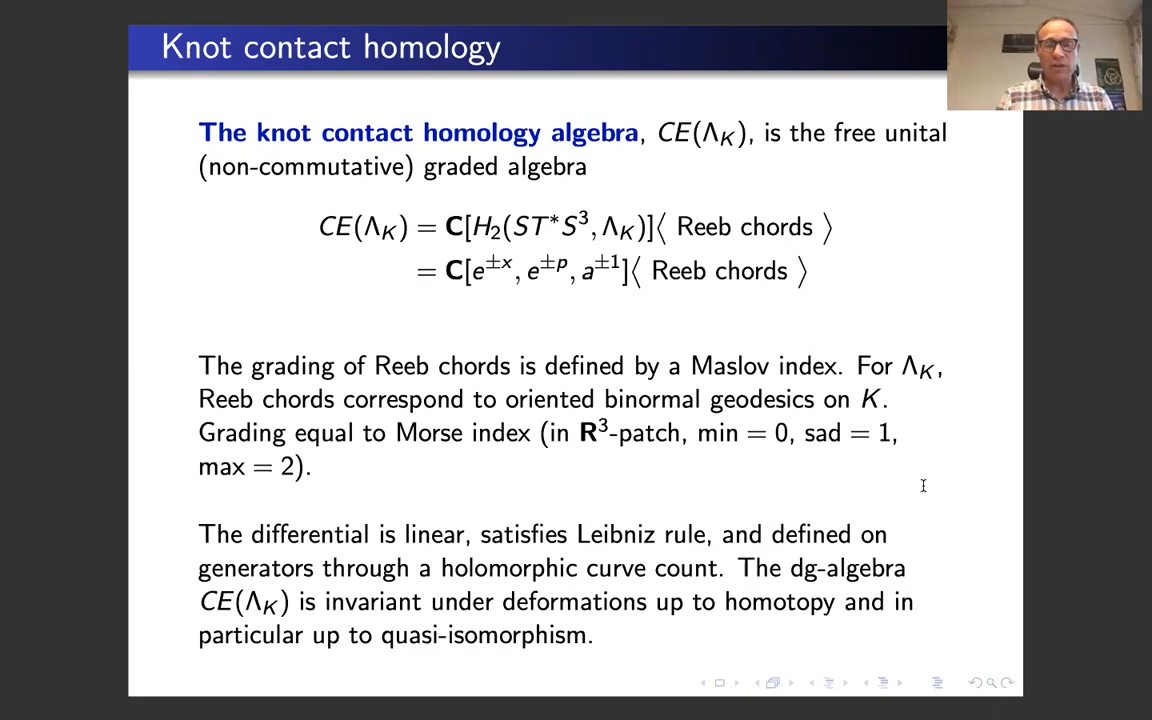 Knot contact homology
The knot contact homology algebra, CE(Λ_K), is the free unital
(non-commutative) graded algebra
CE(Λ_K) = C[H_2(ST*S^3, Λ_K)]⟨ Reeb chords ⟩
= C[e^{±x}, e^{±p}, a^{±1}]⟨ Reeb chords ⟩
The grading of Reeb chords is defined by a Maslov index. For Λ_K,
Reeb chords correspond to oriented binormal geodesics on K.
Grading equal to Morse index (in R^3-patch, min = 0, sad = 1,
max = 2).
The differential is linear, satisfies Leibniz rule, and defined on
generators through a holomorphic curve count. The dg-algebra
CE(Λ_K) is invariant under deformations up to homotopy and in
particular up to quasi-isomorphism.